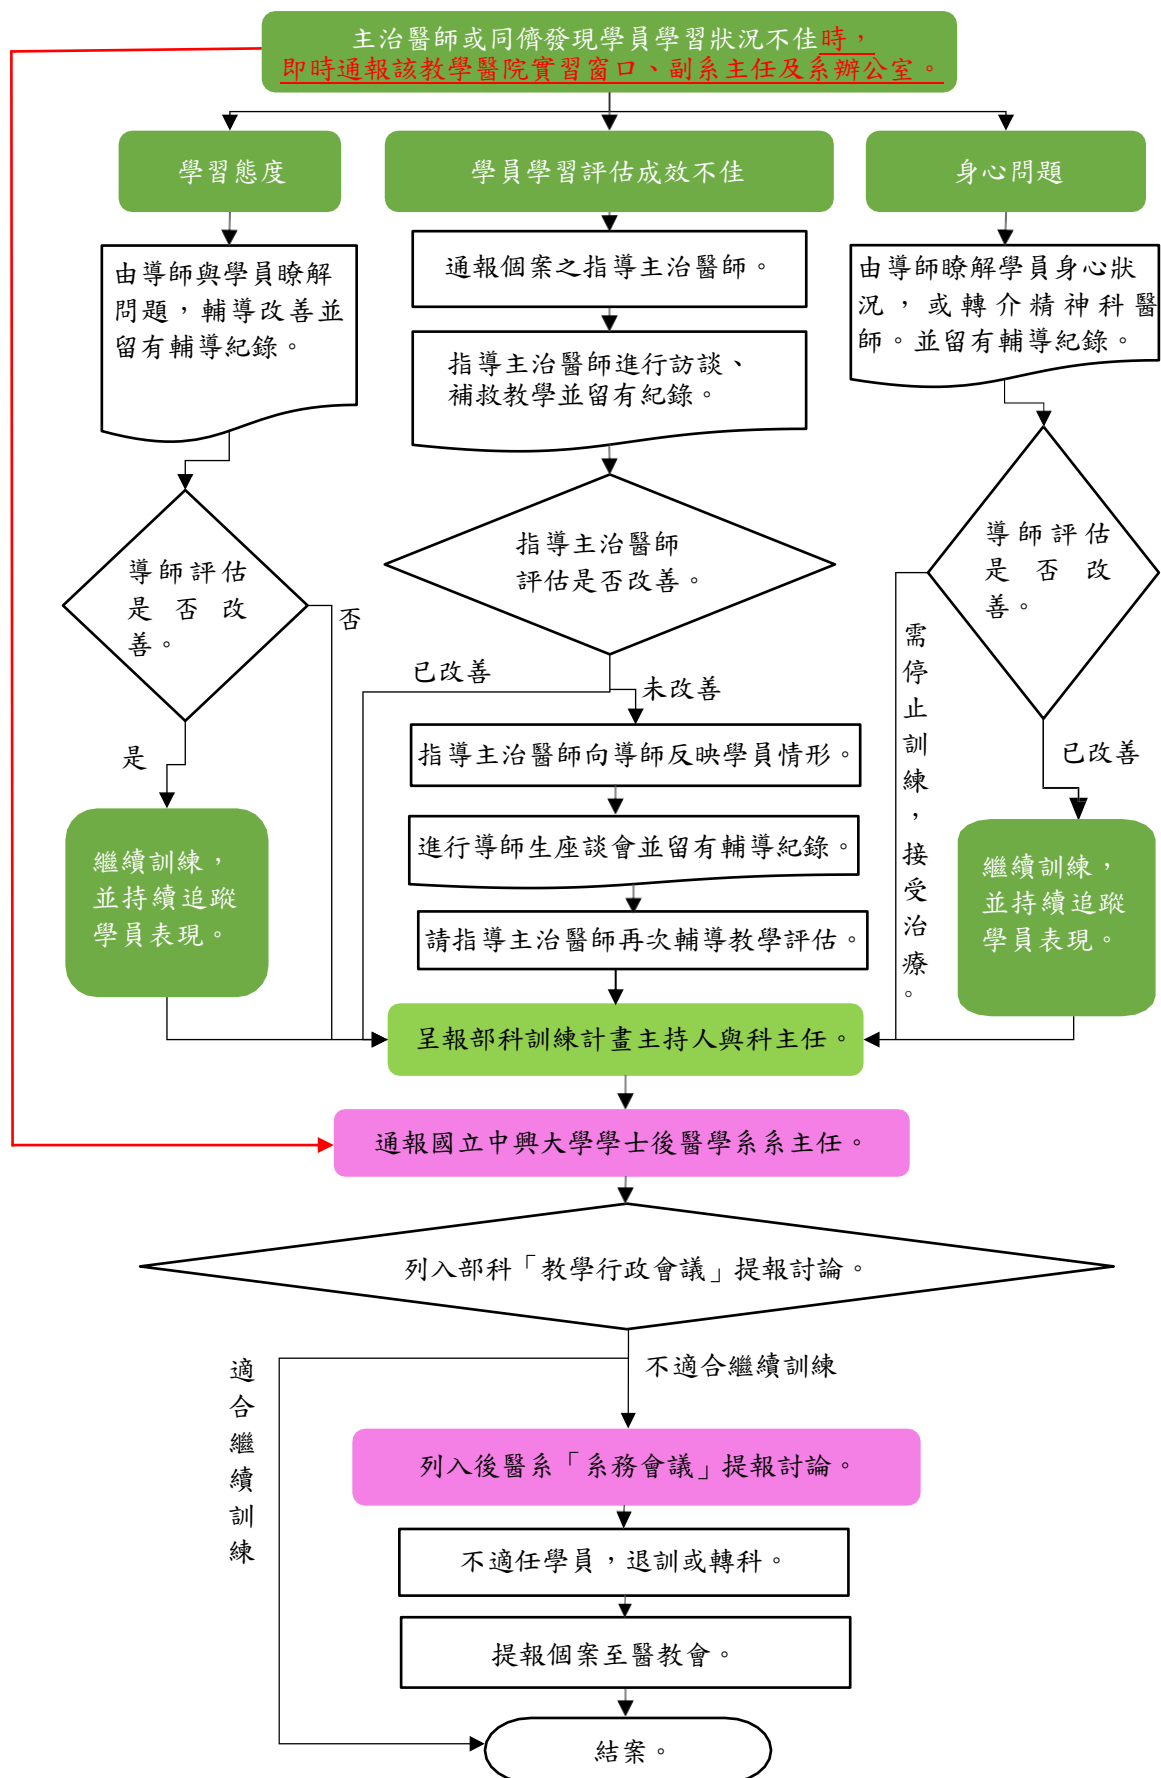 主治醫師或同儕發現學員學習狀況不佳時，
即時通報該教學醫院實習窗口、副系主任及系辦公室。
學習態度
學員學習評估成效不佳
身心問題
由導師與學員瞭解
問題，輔導改善並
留有輔導紀錄。
通報個案之指導主治醫師。
指導主治醫師進行訪談、
補救教學並留有紀錄。
由導師瞭解學員身心狀
況，或轉介精神科醫
師。並留有輔導紀錄。
導師評估
是否改
善。
否
是
指導主治醫師
評估是否改善。
已改善
未改善
導師評估
是否改
善。
需停止訓練，接受治療。
已改善
指導主治醫師向導師反映學員情形。
進行導師生座談會並留有輔導紀錄。
請指導主治醫師再次輔導教學評估。
繼續訓練，
並持續追蹤
學員表現。
繼續訓練，
並持續追蹤
學員表現。
呈報部科訓練計畫主持人與科主任。
通報國立中興大學學士後醫學系系主任。
列入部科「教學行政會議」提報討論。
適合繼續訓練
不適合繼續訓練
列入後醫系「系務會議」提報討論。
不適任學員，退訓或轉科。
提報個案至醫教會。
結案。